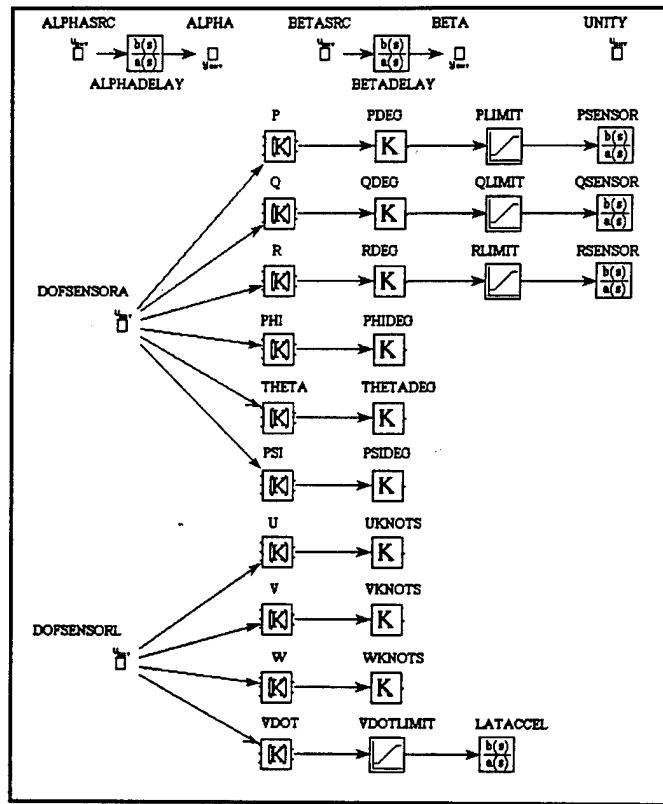 ALPHASRC ALPHA BETASRC BETA UNITY
b(s) b(s)
a(s) a(s)
ALPHADELAY BETADELAY
P PDEG PLIMIT PSENSOR
[K] K b(s)
a(s)
Q QDEG QLIMIT QSENSOR
[K] K b(s)
a(s)
R RDEG RLIMIT RSENSOR
[K] K b(s)
a(s)
DOFSENSORA
PHI PHIDEG
[K] K
THETA THETADEG
[K] K
PSI PSIDEG
[K] K
U UKNOTS
[K] K
V VKNOTS
[K] K
DOFSENSORL
W WKNOTS
[K] K
VDOT VDOTLIMIT LATACCEL
[K] b(s)
a(s)